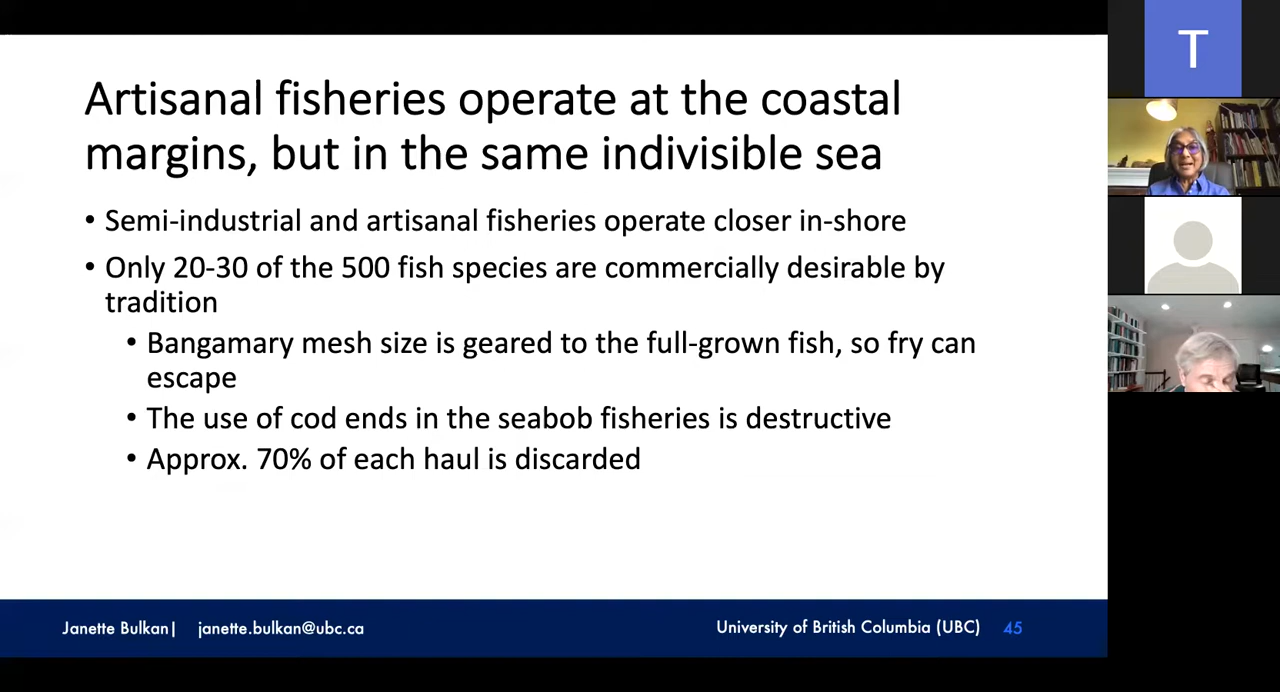 Artisanal fisheries operate at the coastal
margins, but in the same indivisible sea
• Semi-industrial and artisanal fisheries operate closer in-shore
• Only 20-30 of the 500 fish species are commercially desirable by
tradition
• Bangamary mesh size is geared to the full-grown fish, so fry can
escape
• The use of cod ends in the seabob fisheries is destructive
• Approx. 70% of each haul is discarded
Janette Bulkan| janette.bulkan@ubc.ca University of British Columbia (UBC) 45
T